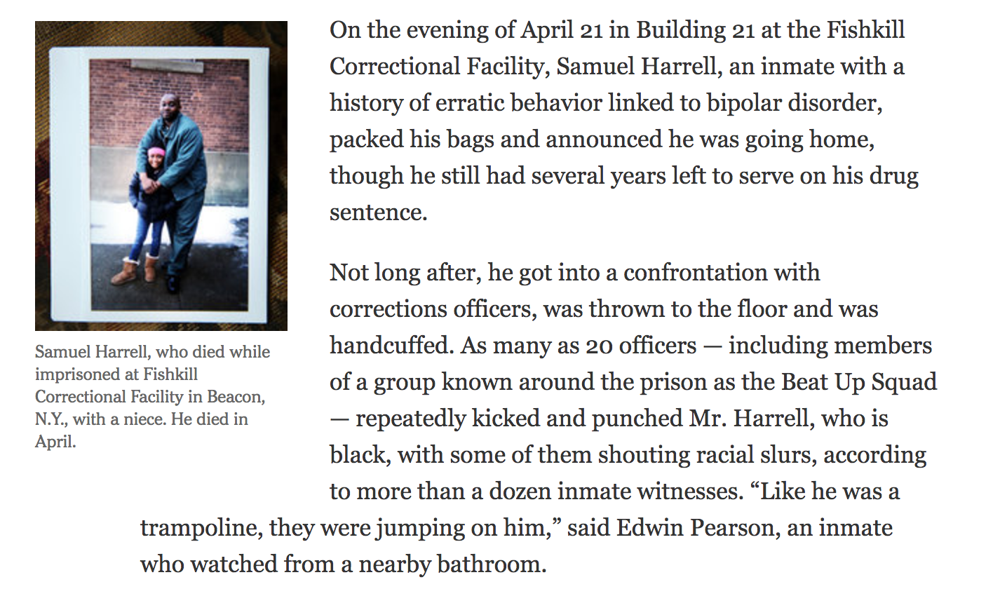 On the evening of April 21 in Building 21 at the Fishkill
Correctional Facility, Samuel Harrell, an inmate with a
history of erratic behavior linked to bipolar disorder,
packed his bags and announced he was going home,
though he still had several years left to serve on his drug
sentence.
Not long after, he got into a confrontation with
corrections officers, was thrown to the floor and was
handcuffed. As many as 20 officers — including members
of a group known around the prison as the Beat Up Squad
— repeatedly kicked and punched Mr. Harrell, who is
black, with some of them shouting racial slurs, according
to more than a dozen inmate witnesses. “Like he was a
trampoline, they were jumping on him,” said Edwin Pearson, an inmate
who watched from a nearby bathroom.
Samuel Harrell, who died while
imprisoned at Fishkill
Correctional Facility in Beacon,
N.Y., with a niece. He died in
April.